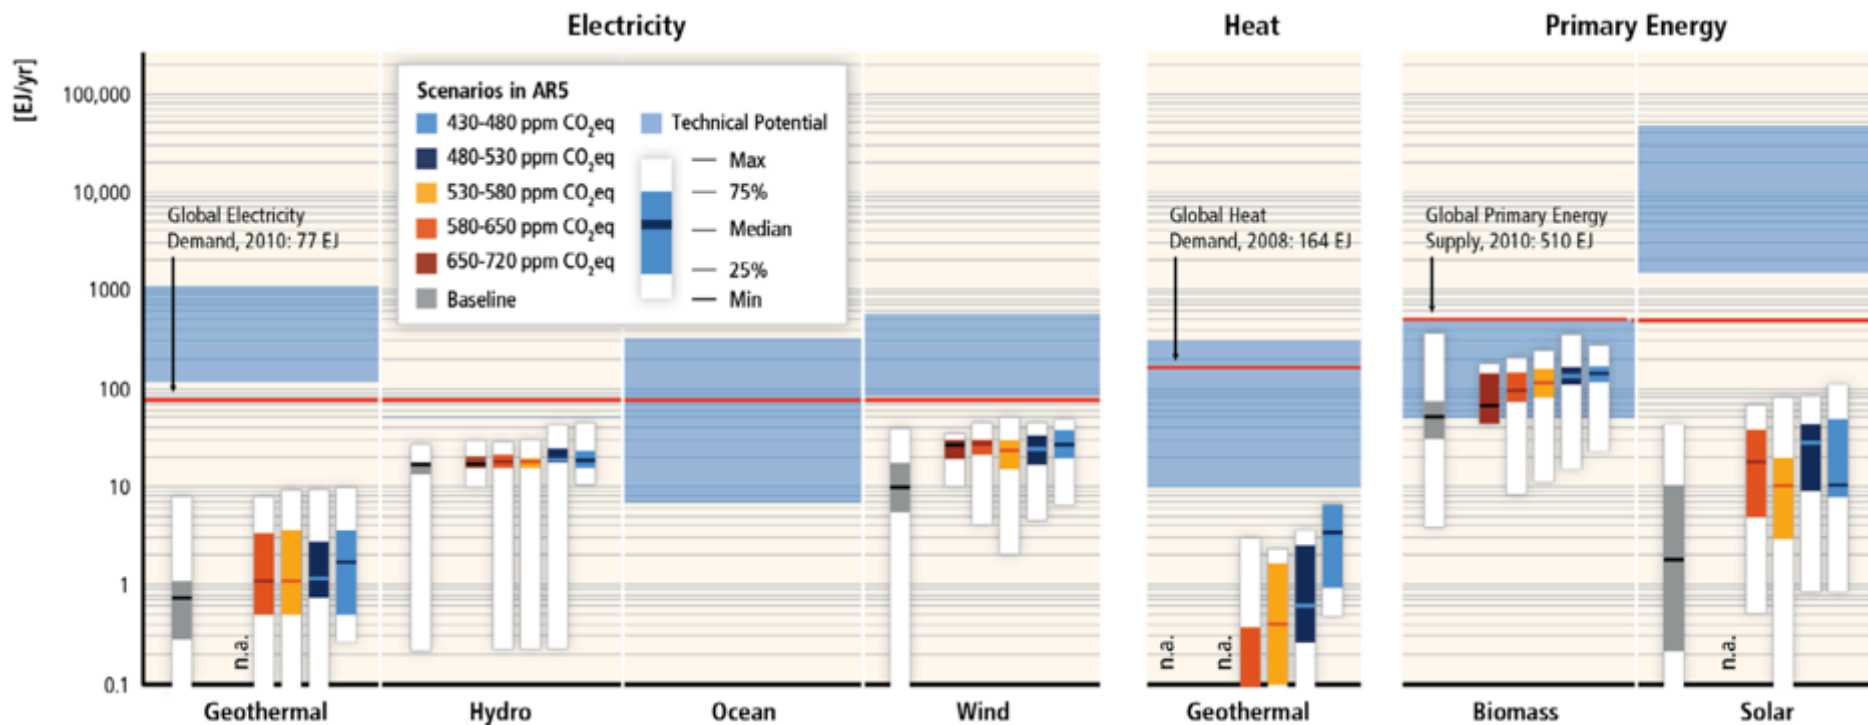 Electricity
Heat
Primary Energy
[EJ/yr]
100,000
10,000
1000
100
10
1
0.1
Scenarios in AR5
430-480 ppm CO₂eq
480-530 ppm CO₂eq
530-580 ppm CO₂eq
580-650 ppm CO₂eq
650-720 ppm CO₂eq
Baseline
Technical Potential
Max
75%
Median
25%
Min
Global Electricity
Demand, 2010: 77 EJ
Global Heat
Demand, 2008: 164 EJ
Global Primary Energy
Supply, 2010: 510 EJ
n.a.
n.a.
n.a.
n.a.
Geothermal
Hydro
Ocean
Wind
Geothermal
Biomass
Solar